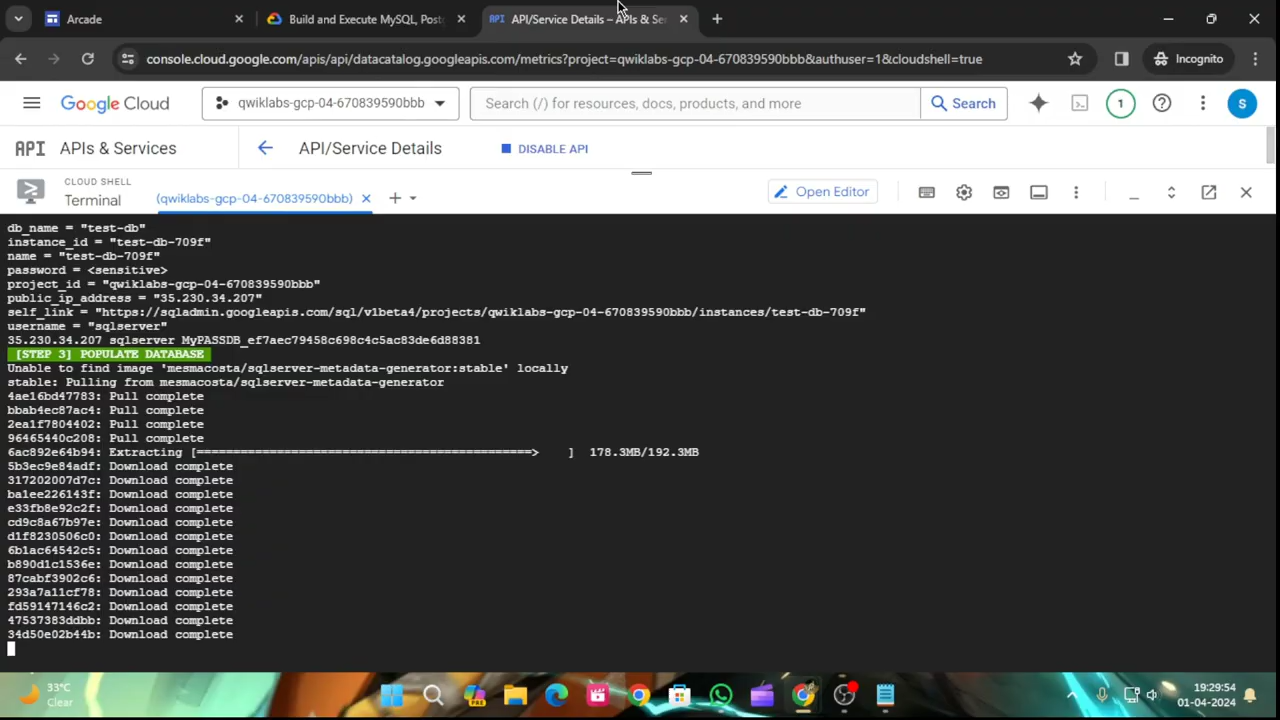 Arcade
Build and Execute MySQL, Post
API/Service Details – APIs & Ser
console.cloud.google.com/apis/api/datacatalog.googleapis.com/metrics?project=qwiklabs-gcp-04-670839590bbb&authuser=1&cloudshell=true
Incognito
Google Cloud
qwiklabs-gcp-04-670839590bbb
Search (/) for resources, docs, products, and more
Search
1
S
API
APIs & Services
API/Service Details
DISABLE API
CLOUD SHELL
Terminal
(qwiklabs-gcp-04-670839590bbb)
Open Editor
db_name = "test-db"
instance_id = "test-db-709f"
name = "test-db-709f"
password = <sensitive>
project_id = "qwiklabs-gcp-04-670839590bbb"
public_ip_address = "35.230.34.207"
self_link = "https://sqladmin.googleapis.com/sql/v1beta4/projects/qwiklabs-gcp-04-670839590bbb/instances/test-db-709f"
username = "sqlserver"
35.230.34.207 sqlserver MyPASSDB_ef7aec79458c698c4c5ac83de6d88381
[STEP 3] POPULATE DATABASE
Unable to find image 'mesmacosta/sqlserver-metadata-generator:stable' locally
stable: Pulling from mesmacosta/sqlserver-metadata-generator
4ae16bd47783: Pull complete
bbab4ec87ac4: Pull complete
2ea1f7804402: Pull complete
96465440c208: Pull complete
6ac892e64b94: Extracting [==================================================> ] 178.3MB/192.3MB
5b3ec9e84adf: Download complete
317202007d7c: Download complete
ba1ee226143f: Download complete
e33fb8e92c2f: Download complete
cd9c8a67b97e: Download complete
d1f8230506c0: Download complete
6b1ac64542c5: Download complete
b890d1c1536e: Download complete
87cabf3902c6: Download complete
293a7a11cf78: Download complete
fd59147146c2: Download complete
47537383ddbb: Download complete
34d50e02b44b: Download complete
33°C
Clear
PRE
19:29:54
01-04-2024